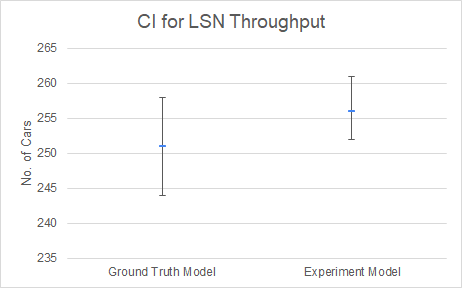 CI for LSN Throughput
No. of Cars
265
260
255
250
245
240
235
Ground Truth Model
Experiment Model